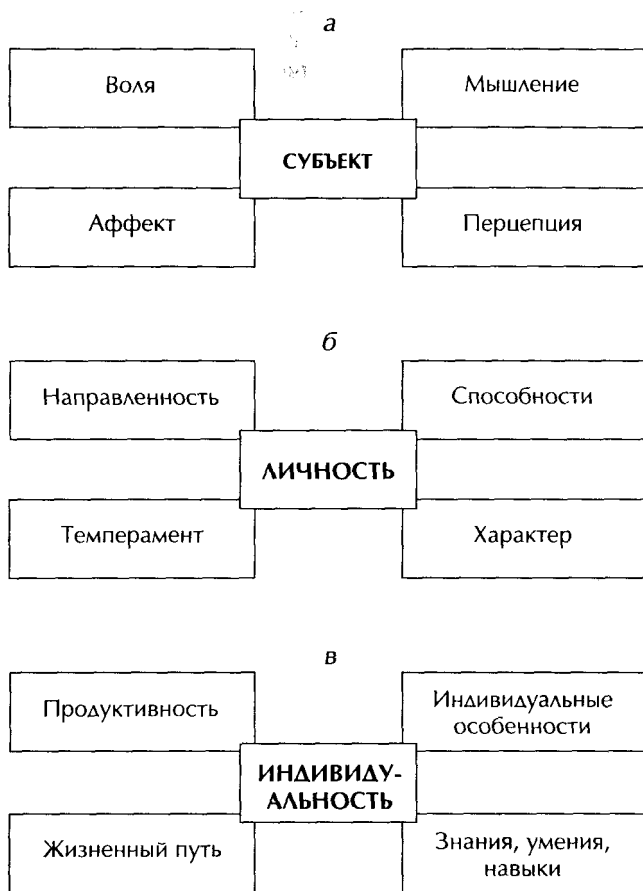 а
Воля
Мышление
СУБЪЕКТ
Аффект
Перцепция
б
Направленность
Способности
ЛИЧНОСТЬ
Темперамент
Характер
в
Продуктивность
Индивидуальные
особенности
ИНДИВИДУ-
АЛЬНОСТЬ
Жизненный путь
Знания, умения,
навыки